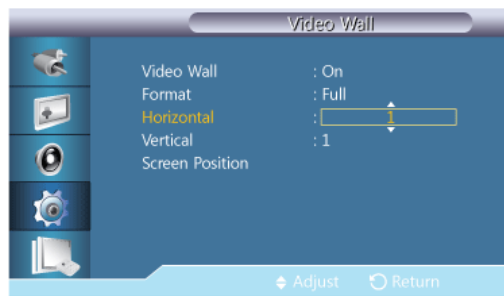 Video Wall
Video Wall : On
Format : Full
Horizontal : 1
Vertical : 1
Screen Position
Adjust Return